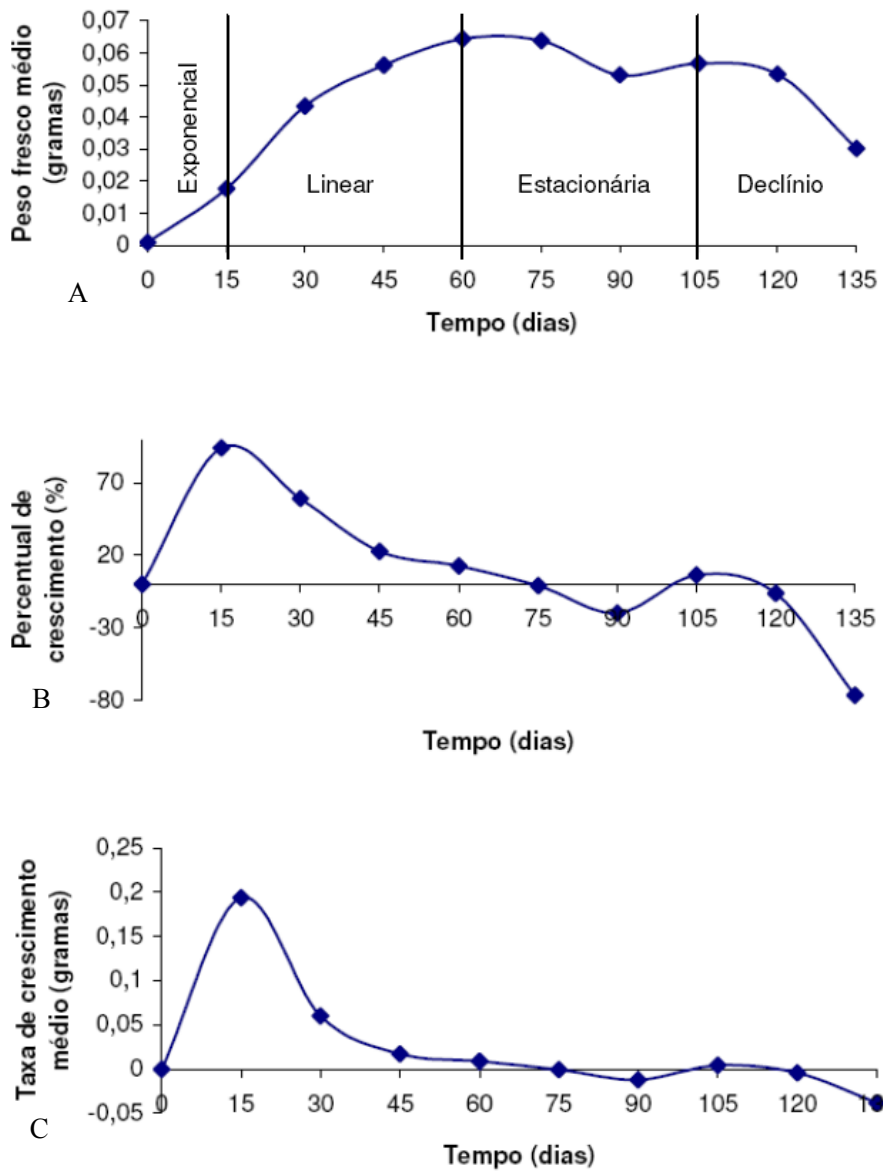 Peso fresco médio
(gramas)
0,07
0,06
0,05
0,04
0,03
0,02
0,01
0
Exponencial
Linear
Estacionária
Declínio
0 15 30 45 60 75 90 105 120 135
A
Tempo (dias)
Percentual de
crescimento (%)
70
20
-30
-80
0 15 30 45 60 75 90 105 120 135
B
Tempo (dias)
Taxa de crescimento
médio (gramas)
0,25
0,2
0,15
0,1
0,05
0
-0,05
0 15 30 45 60 75 90 105 120
C
Tempo (dias)